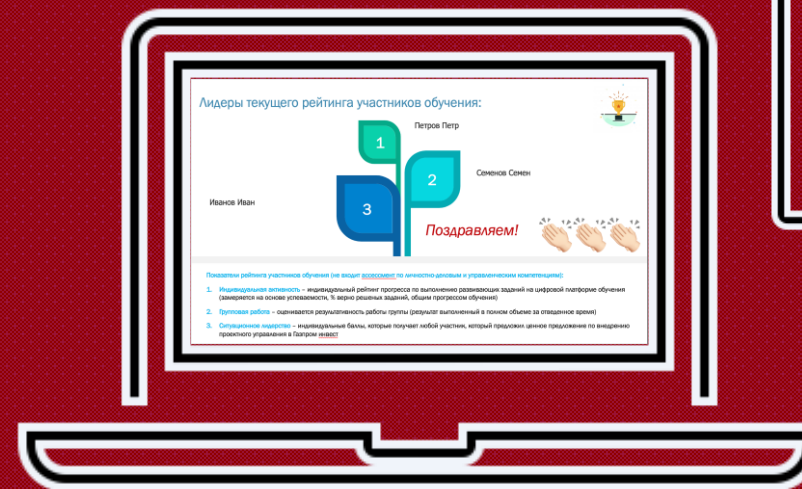 Лидеры текущего рейтинга участников обучения:
Петров Петр
1
Семенов Семен
2
Иванов Иван
3
Поздравляем!
Показатели рейтинга участников обучения (не входит ассессмент по личностно-деловым и управленческим компетенциям):
1. Индивидуальная активность – индивидуальный рейтинг прогресса по выполнению развивающих заданий на цифровой платформе обучения
(замеряется на основе успеваемости, % верно решеных заданий, общим прогрессом обучения)
2. Групповая работа – оценивается результативность работы группы (результат выполненный в полном объеме за отведенное время)
3. Ситуационное лидерство – индивидуальные баллы, которые получает любой участник, который предложил ценное предложение по внедрению
проектного управления в Газпром инвест